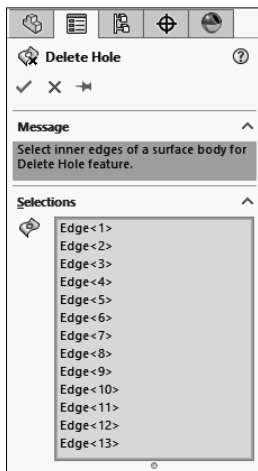 Delete Hole
Message
Select inner edges of a surface body for
Delete Hole feature.
Selections
Edge<1>
Edge<2>
Edge<3>
Edge<4>
Edge<5>
Edge<6>
Edge<7>
Edge<8>
Edge<9>
Edge<10>
Edge<11>
Edge<12>
Edge<13>